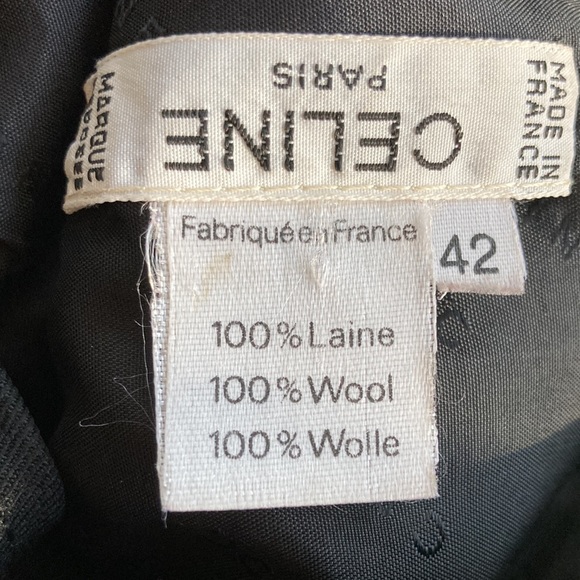 CELINE
PARIS
MADE IN
FRANCE
MARQUE
Fabriquée en France
42
100% Laine
100% Wool
100% Wolle